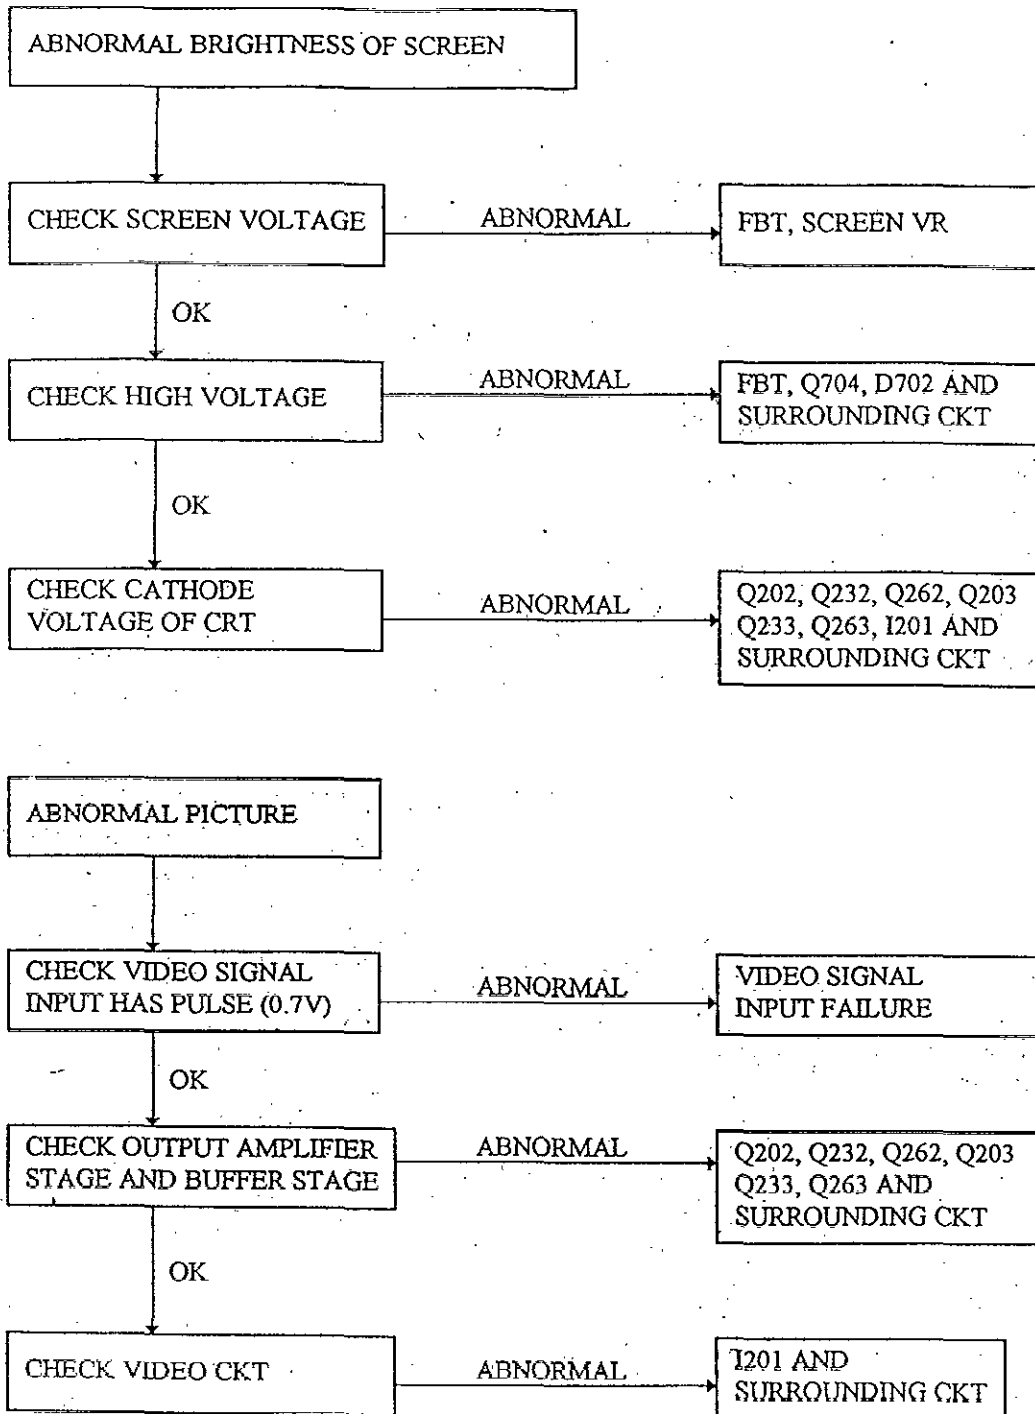 ABNORMAL BRIGHTNESS OF SCREEN
CHECK SCREEN VOLTAGE
ABNORMAL
FBT, SCREEN VR
OK
CHECK HIGH VOLTAGE
ABNORMAL
FBT, Q704, D702 AND
SURROUNDING CKT
OK
CHECK CATHODE
VOLTAGE OF CRT
ABNORMAL
Q202, Q232, Q262, Q203
Q233, Q263, I201 AND
SURROUNDING CKT
ABNORMAL PICTURE
CHECK VIDEO SIGNAL
INPUT HAS PULSE (0.7V)
ABNORMAL
VIDEO SIGNAL
INPUT FAILURE
OK
CHECK OUTPUT AMPLIFIER
STAGE AND BUFFER STAGE
ABNORMAL
Q202, Q232, Q262, Q203
Q233, Q263 AND
SURROUNDING CKT
OK
CHECK VIDEO CKT
ABNORMAL
I201 AND
SURROUNDING CKT